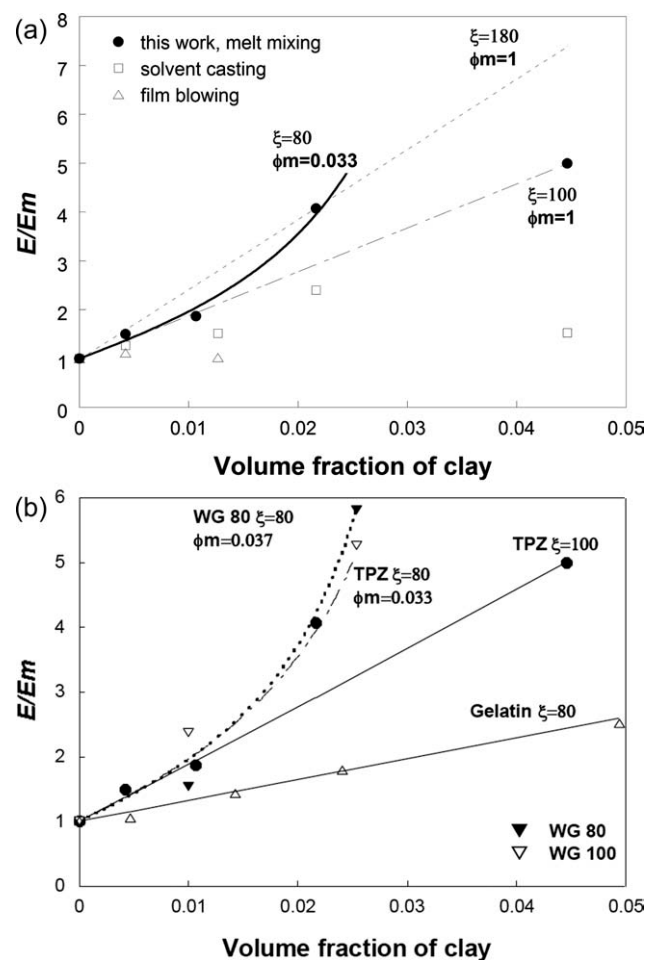 (a)
8
7
6
5
4
3
2
1
0
E/Em
this work, melt mixing
solvent casting
film blowing
ξ=180
ϕm=1
ξ=80
ϕm=0.033
ξ=100
ϕm=1
0 0.01 0.02 0.03 0.04 0.05
Volume fraction of clay
(b)
6
5
4
3
2
1
0
E/Em
WG 80 ξ=80
ϕm=0.037
TPZ ξ=80
ϕm=0.033
TPZ ξ=100
Gelatin ξ=80
WG 80
WG 100
0 0.01 0.02 0.03 0.04 0.05
Volume fraction of clay